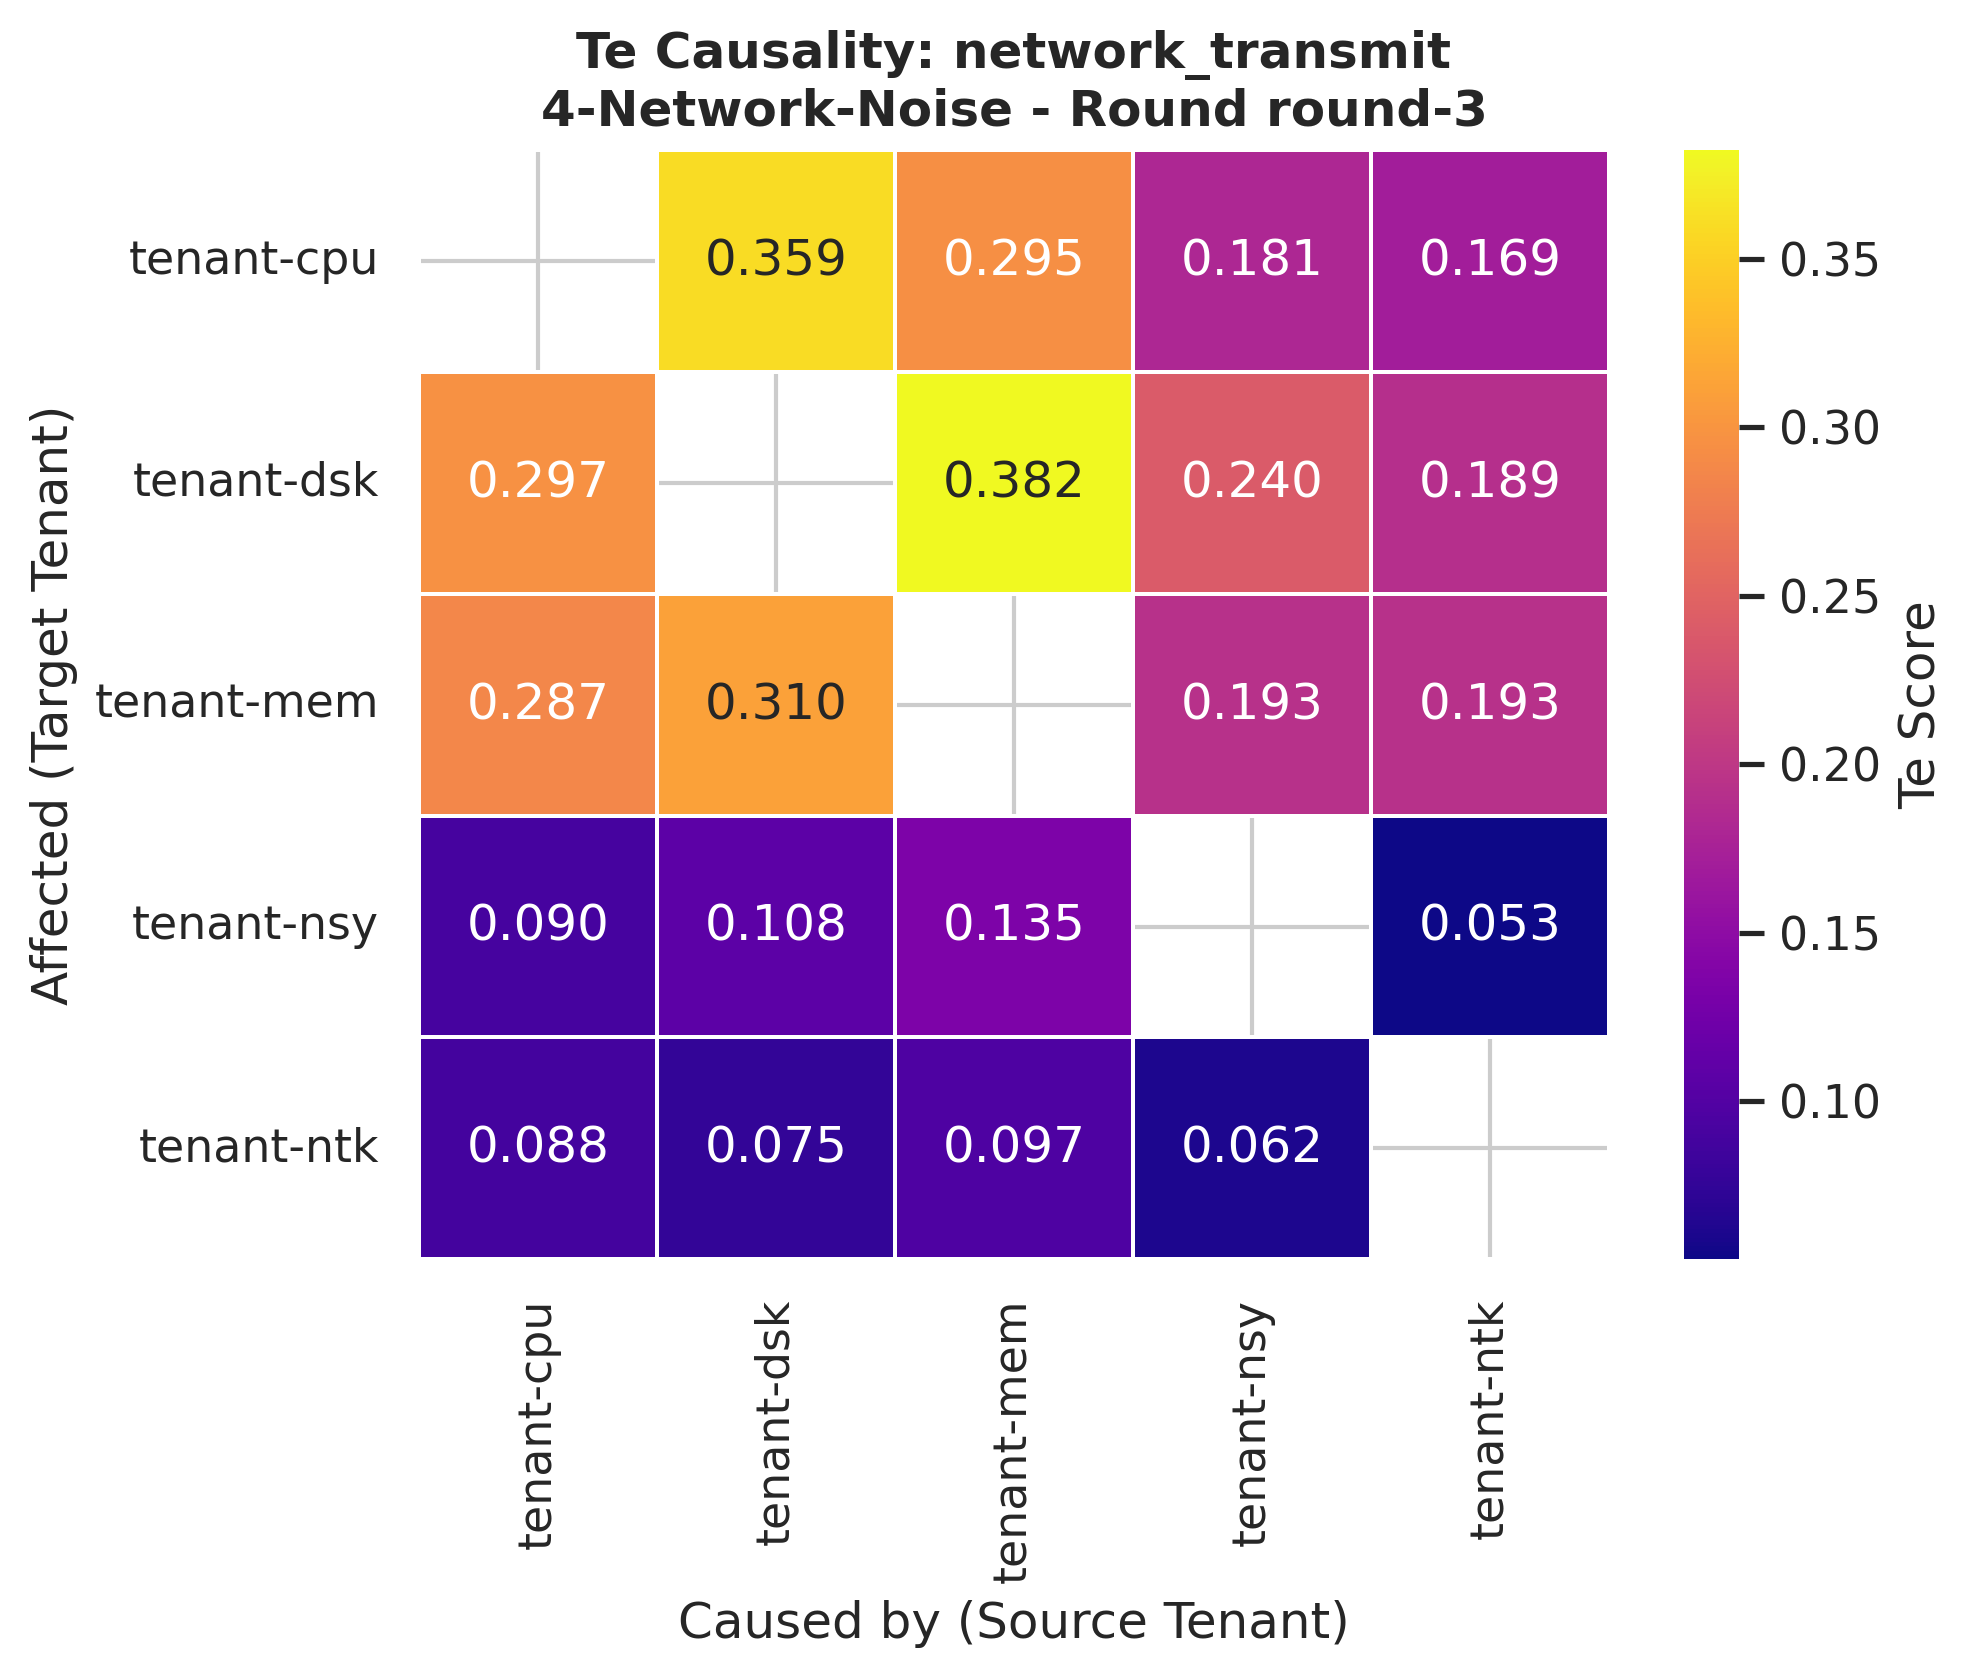 Te Causality: network_transmit
4-Network-Noise - Round round-3
Affected (Target Tenant)
tenant-cpu 0.359 0.295 0.181 0.169
tenant-dsk 0.297 0.382 0.240 0.189
tenant-mem 0.287 0.310 0.193 0.193
tenant-nsy 0.090 0.108 0.135 0.053
tenant-ntk 0.088 0.075 0.097 0.062
tenant-cpu
tenant-dsk
tenant-mem
tenant-nsy
tenant-ntk
Caused by (Source Tenant)
0.35
0.30
0.25
0.20
0.15
0.10
Te Score